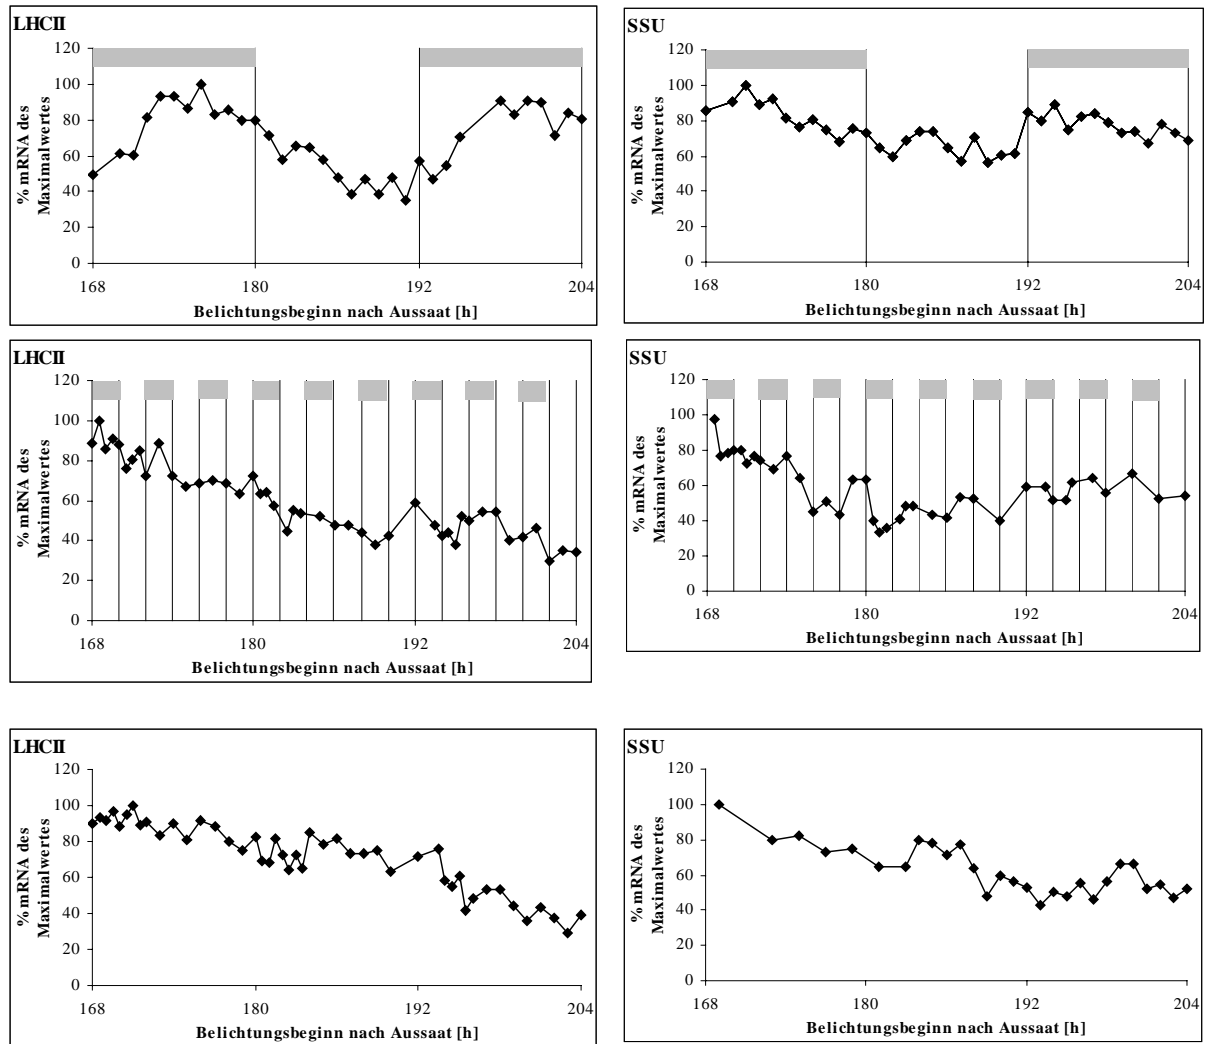 LHCII
SSU
120
100
80
60
40
20
0
% mRNA des
Maximalwertes
168 180 192 204
Belichtungsbeginn nach Aussaat [h]
120
100
80
60
40
20
0
% mRNA des
Maximalwertes
168 180 192 204
Belichtungsbeginn nach Aussaat [h]
LHCII
SSU
120
100
80
60
40
20
0
% mRNA des
Maximalwertes
168 180 192 204
Belichtungsbeginn nach Aussaat [h]
120
100
80
60
40
20
0
% mRNA des
Maximalwertes
168 180 192 204
Belichtungsbeginn nach Aussaat [h]
LHCII
SSU
120
100
80
60
40
20
0
% mRNA des
Maximalwertes
168 180 192 204
Belichtungsbeginn nach Aussaat [h]
120
100
80
60
40
20
0
% mRNA des
Maximalwertes
168 180 192 204
Belichtungsbeginn nach Aussaat [h]